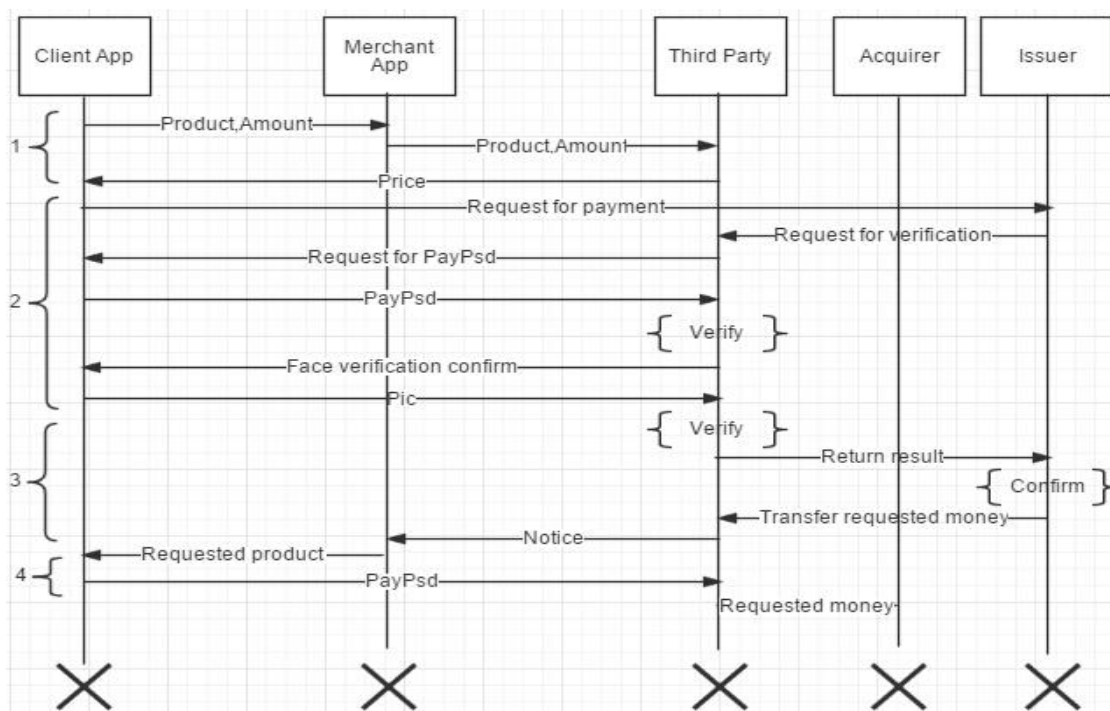 Client App
Merchant
App
Third Party
Acquirer
Issuer
Product,Amount
1
Product,Amount
Price
Request for payment
Request for verification
Request for PayPsd
2
PayPsd
Verify
Face verification confirm
Pic
Verify
Return result
3
Confirm
Transfer requested money
Notice
Requested product
4
PayPsd
Requested money